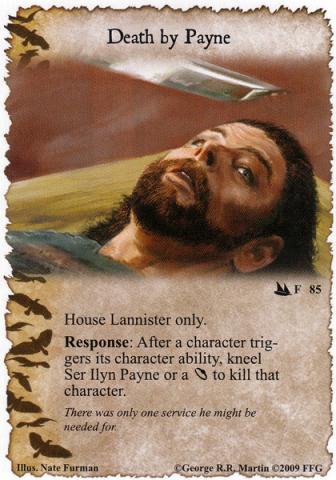 Death by Payne
F 85
House Lannister only.
Response: After a character trig-
gers its character ability, kneel
Ser Ilyn Payne or a to kill that
character.
There was only one service he might be
needed for.
Illus. Nate Furman ©George R.R. Martin ©2009 FFG